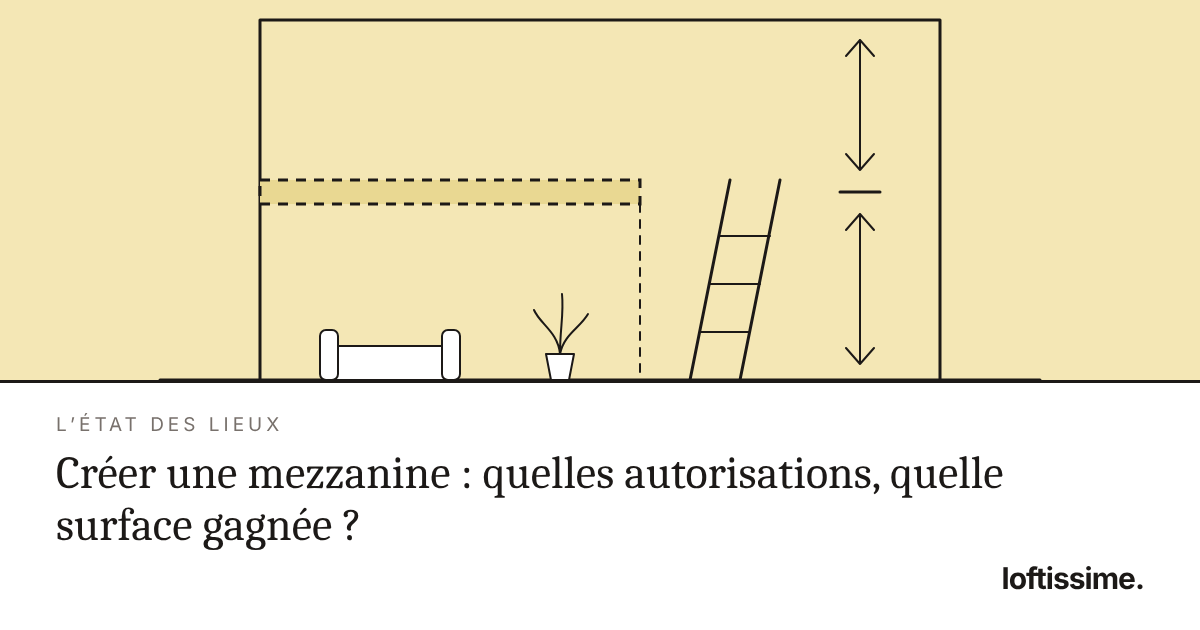 L’ÉTAT DES LIEUX
Créer une mezzanine : quelles autorisations, quelle
surface gagnée ?
loftissime.